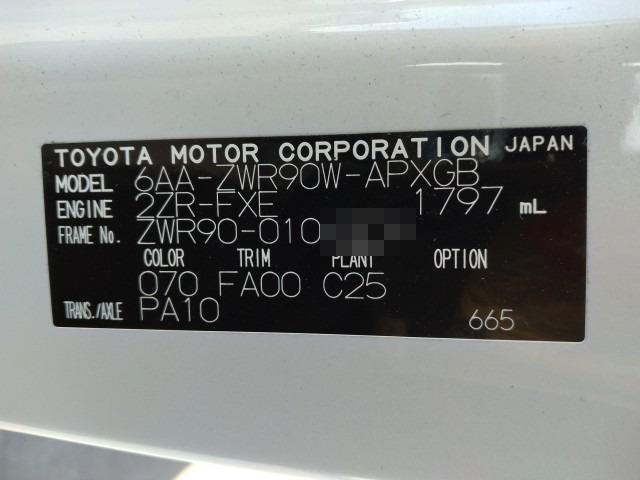 TOYOTA MOTOR CORPORATION JAPAN
MODEL 6AA-ZWR90W-APXGB
ENGINE 2ZR-FXE 1797 mL
FRAME No. ZWR90-010
COLOR TRIM PLANT OPTION
070 FA00 C25
TRANS./AXLE PA10 665